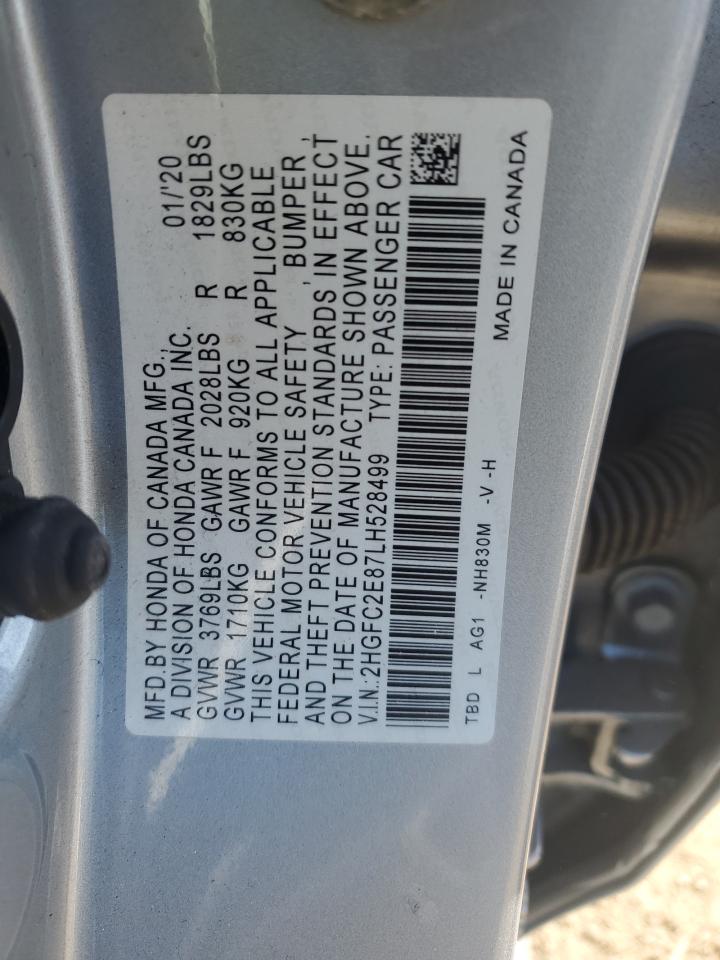 MFD.BY HONDA OF CANADA MFG., 01/'20
A DIVISION OF HONDA CANADA INC.
GVWR 3769LBS GAWR F 2028LBS R 1829LBS
GVWR 1710KG GAWR F 920KG R 830KG
THIS VEHICLE CONFORMS TO ALL APPLICABLE
FEDERAL MOTOR VEHICLE SAFETY , BUMPER ,
AND THEFT PREVENTION STANDARDS IN EFFECT
ON THE DATE OF MANUFACTURE SHOWN ABOVE.
V.I.N.:2HGFC2E87LH528499 TYPE: PASSENGER CAR
TBD L AG1 -NH830M -V -H
MADE IN CANADA